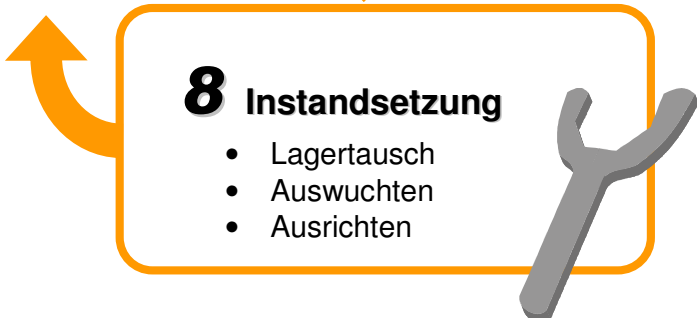 8 Instandsetzung
• Lagertausch
• Auswuchten
• Ausrichten